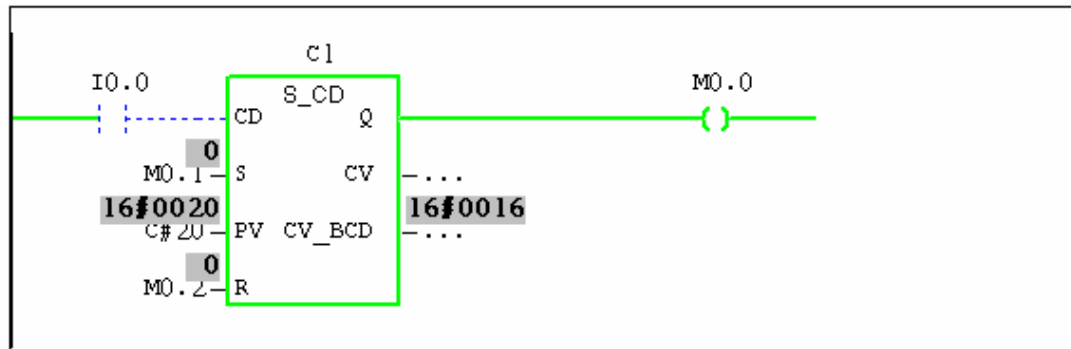 C1
I0.0
M0.0
S_CD
CD
Q
0
M0.1
S
CV
...
16#0020
16#0016
C#20
PV
CV_BCD
...
0
M0.2
R